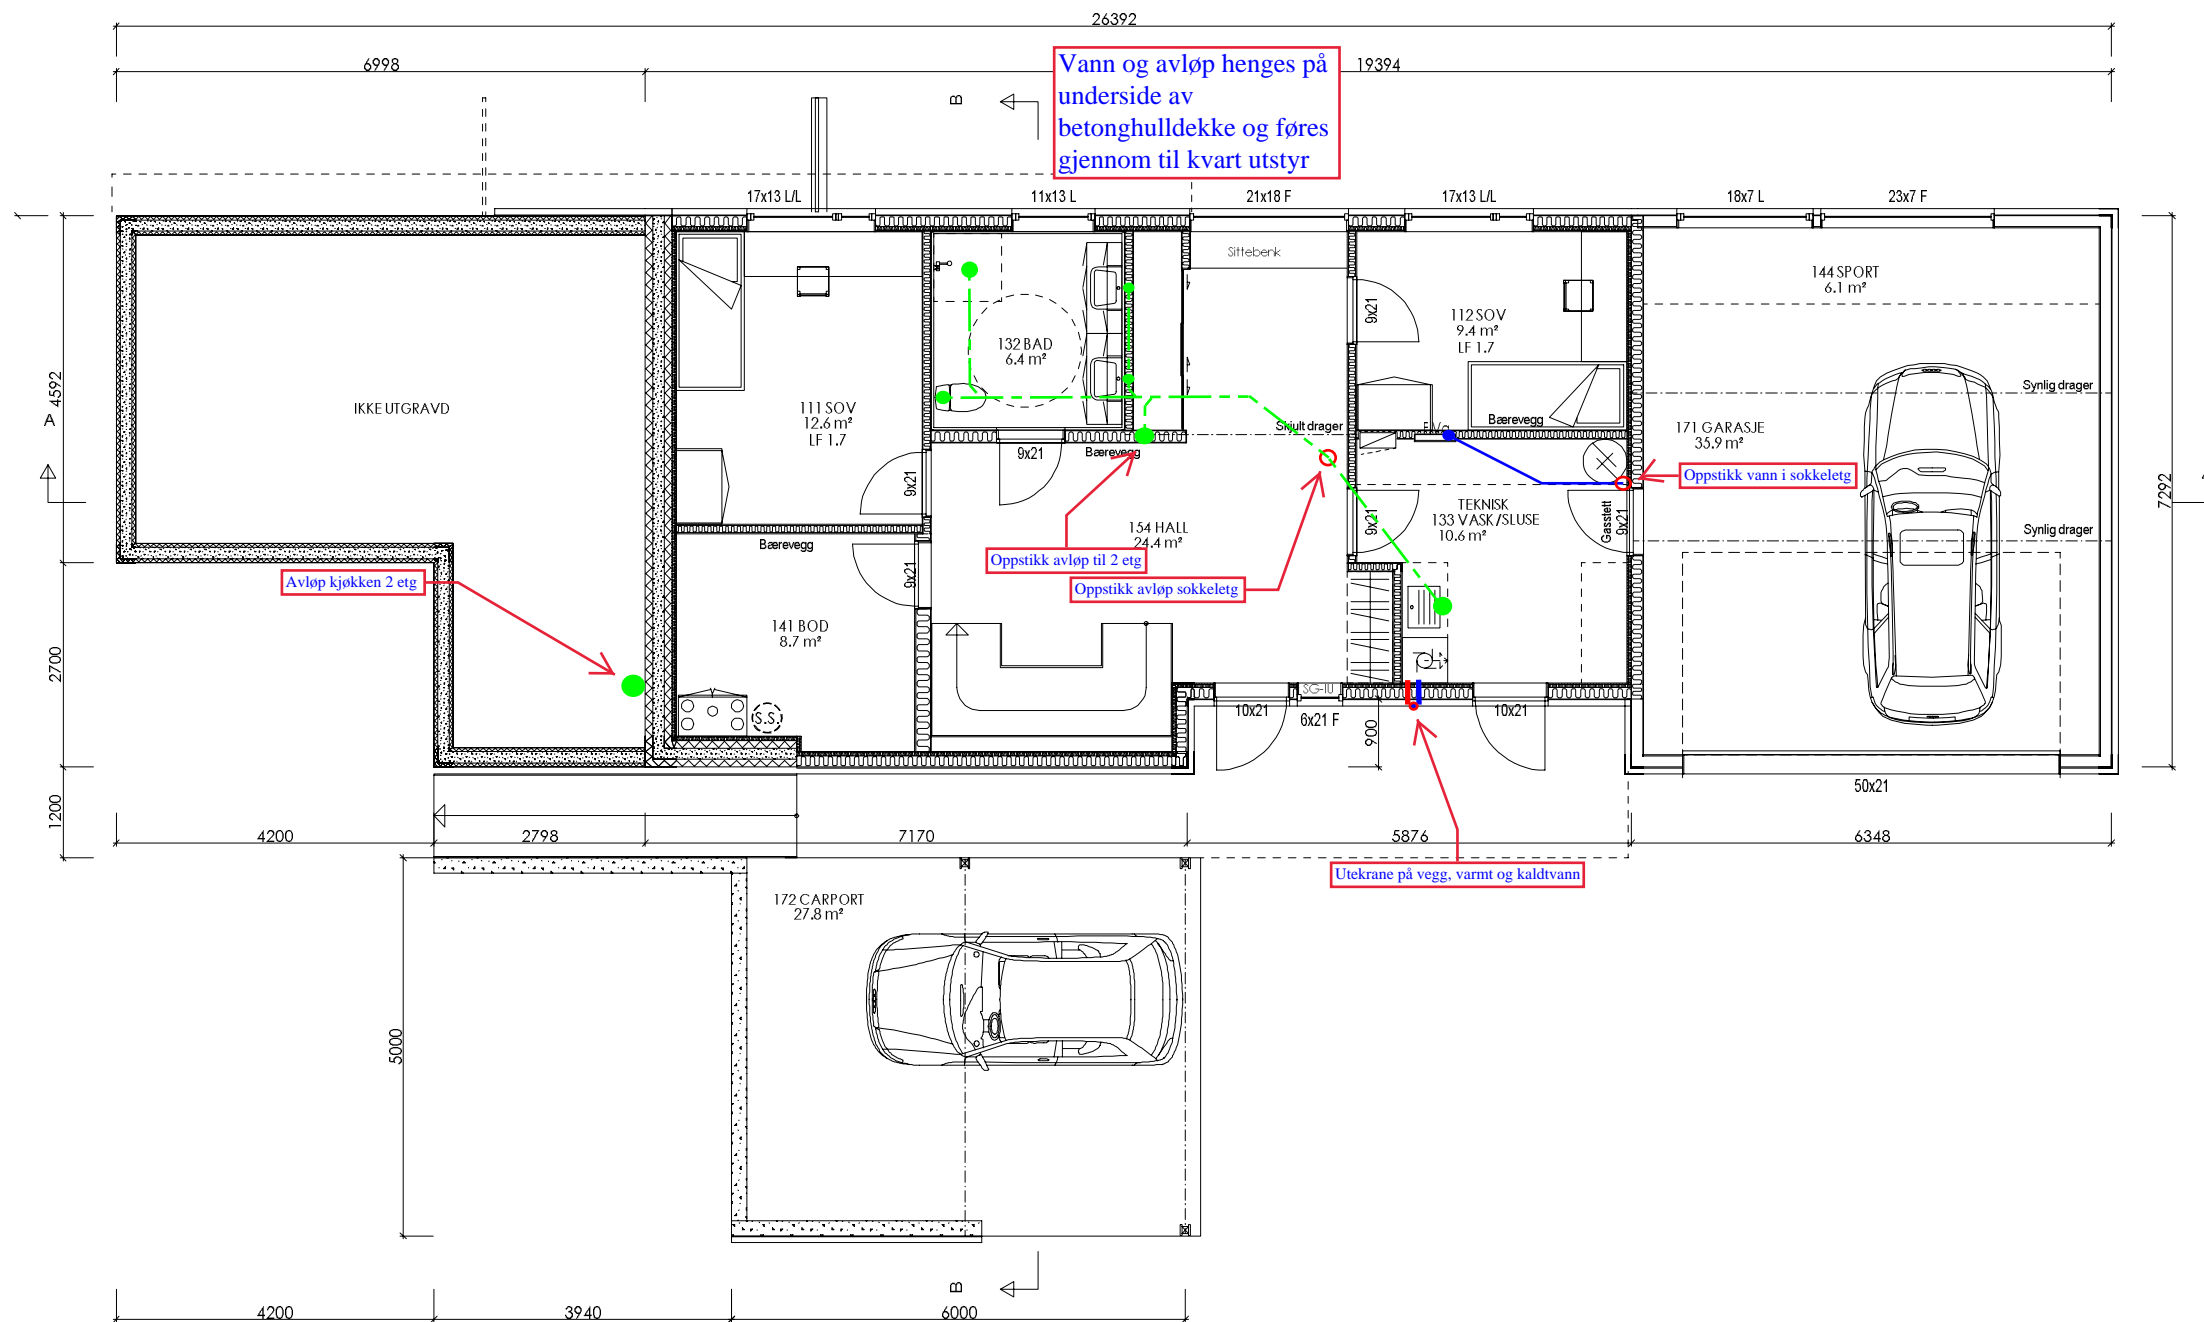 26392
6998
19394
Vann og avløp henges på
underside av
betonghulldekke og føres
gjennom til kvart utstyr
B
17x13 L/L
11x13 L
21x18 F
17x13 L/L
18x7 L
23x7 F
Sittebenk
144 SPORT
6.1 m²
9x21
112 SOV
9.4 m²
LF 1.7
132 BAD
6.4 m²
4592
A
IKKE UTGRAVD
111 SOV
12.6 m²
LF 1.7
Synlig drager
Skjult drager
Bærevegg
171 GARASJE
35.9 m²
9x21
Bærevegg
9x21
Oppstikk vann i sokkeletg
7292
TEKNISK
133 VASK/SLUSE
10.6 m²
9x21
Gasstett
9x21
154 HALL
24.4 m²
Synlig drager
Bærevegg
Oppstikk avløp til 2 etg
Avløp kjøkken 2 etg
9x21
Oppstikk avløp sokkeletg
141 BOD
8.7 m²
2700
S.S.
SG-IU
10x21
6x21 F
900
10x21
50x21
1200
4200
2798
7170
5876
6348
Utekrane på vegg, varmt og kaldtvann
172 CARPORT
27.8 m²
5000
B
4200
3940
6000